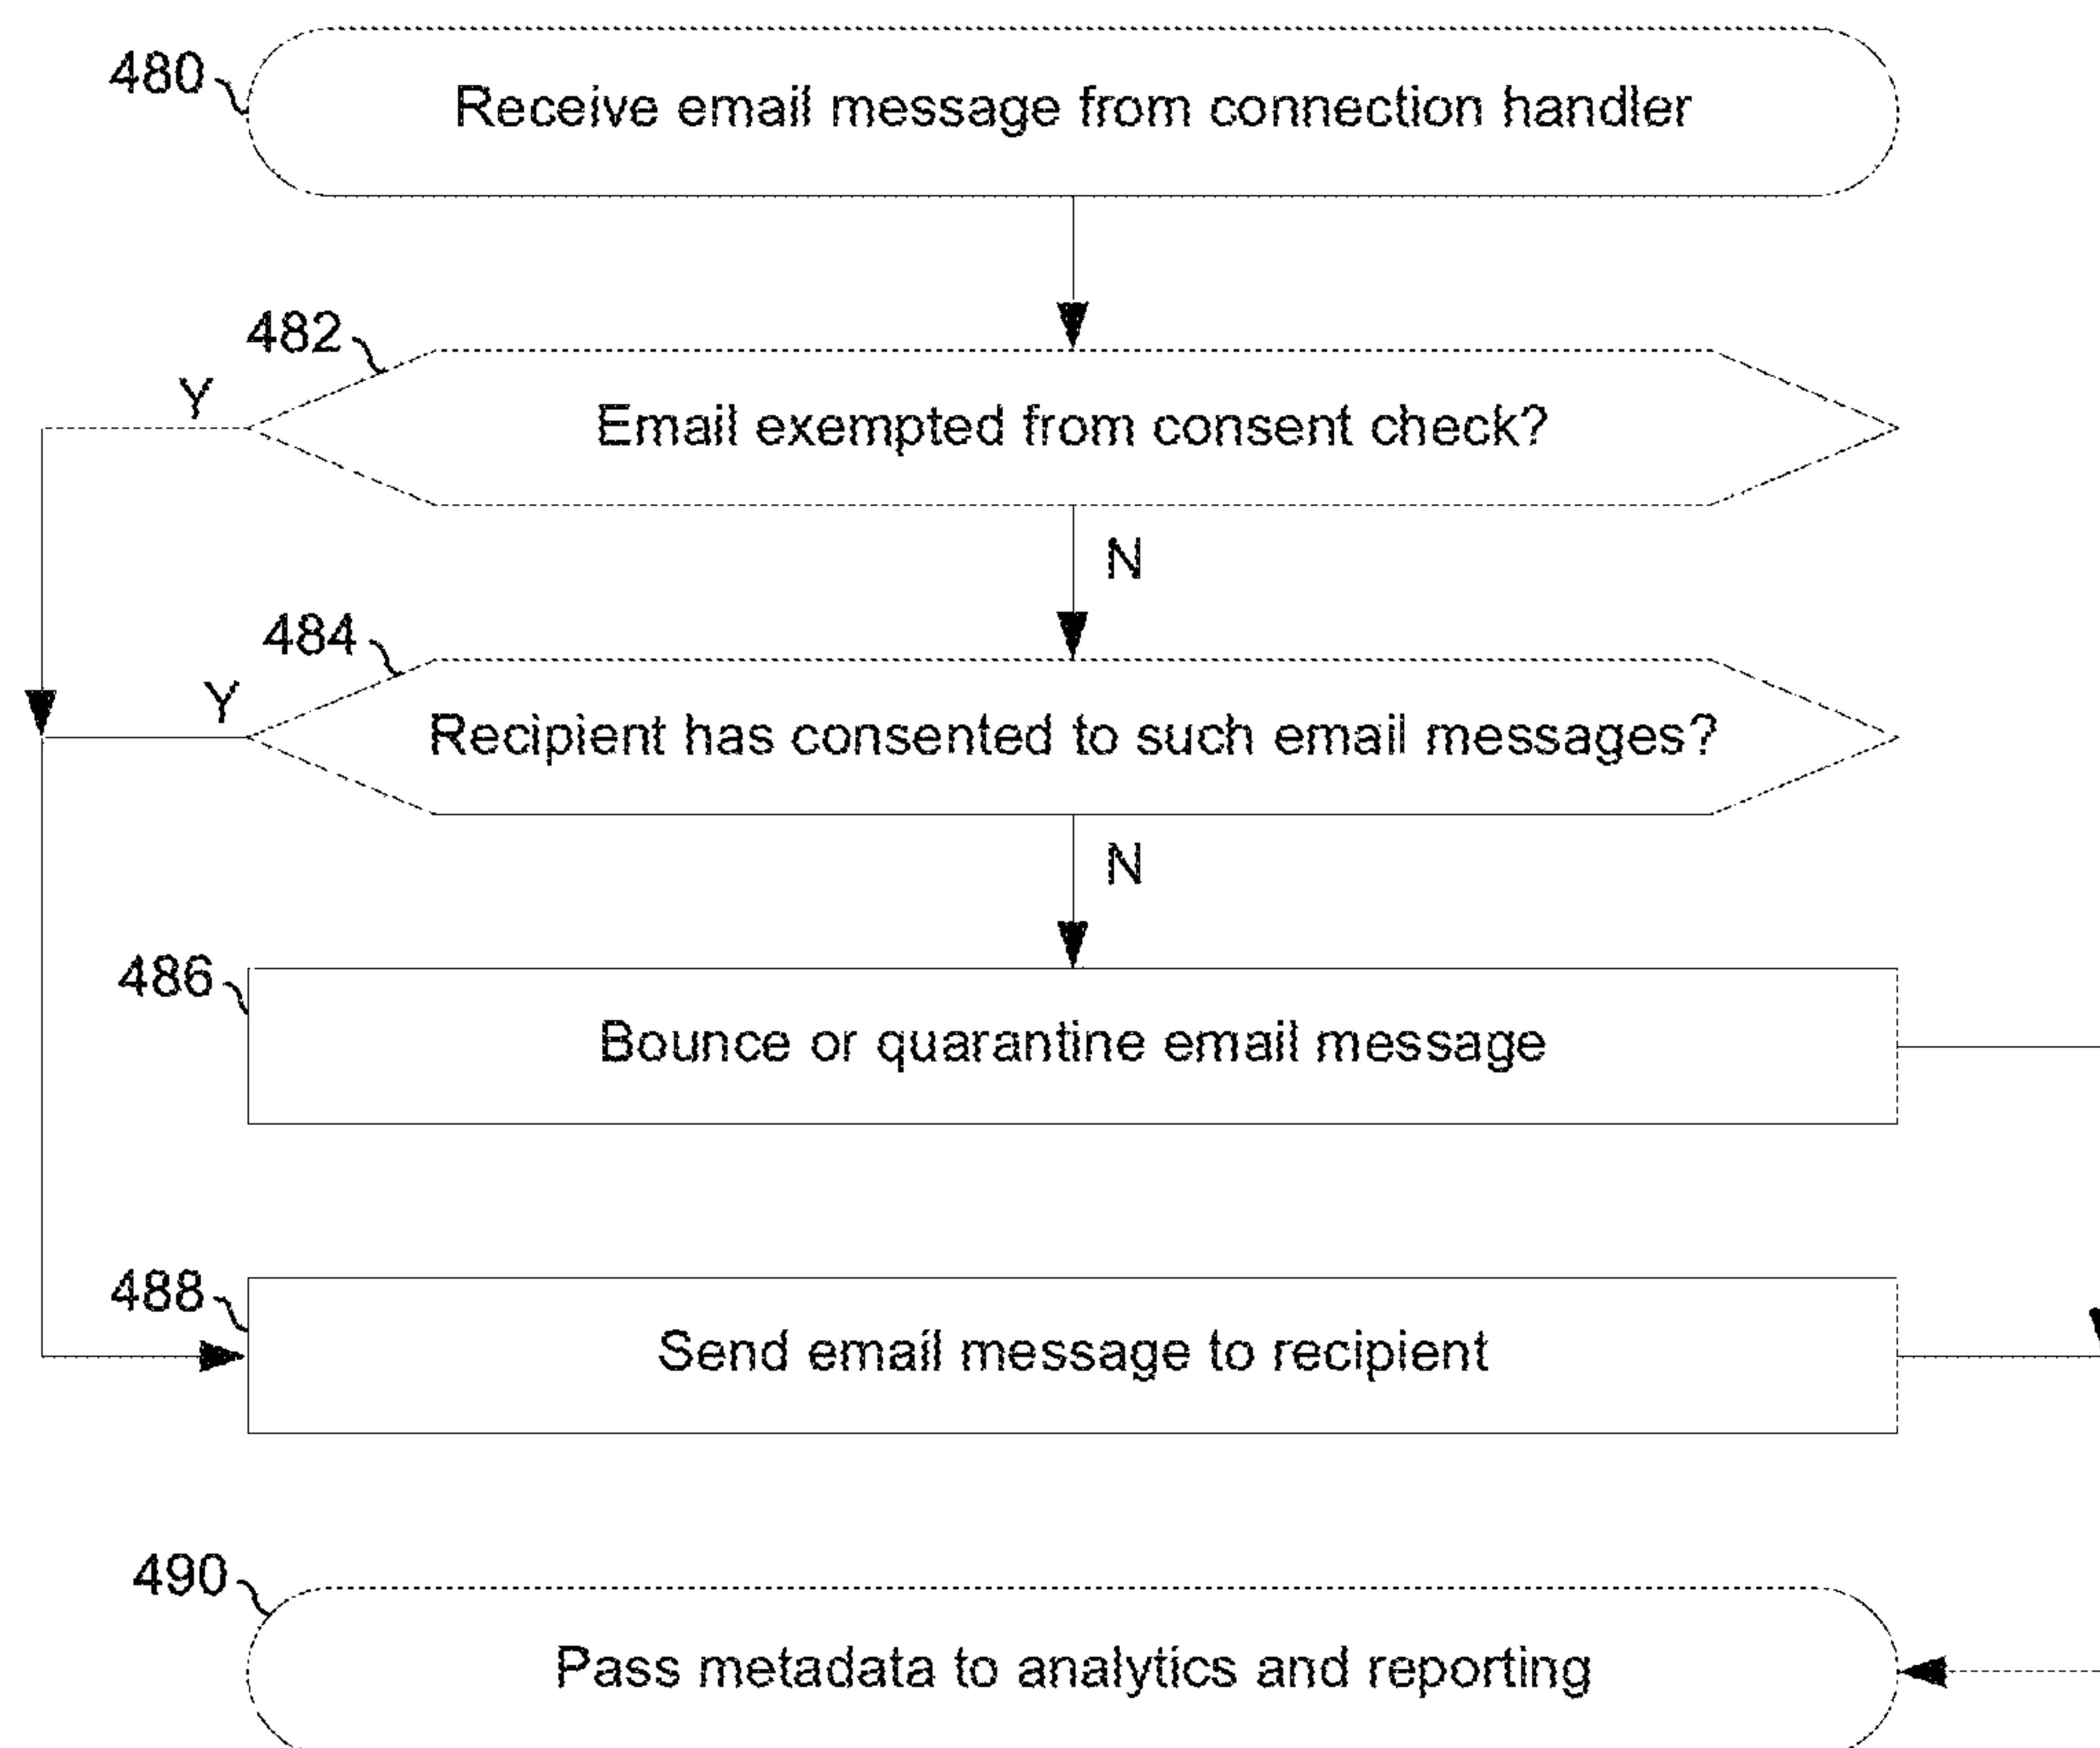 480
Receive email message from connection handler
482
Y
Email exempted from consent check?
N
484
Y
Recipient has consented to such email messages?
N
486
Bounce or quarantine email message
488
Send email message to recipient
490
Pass metadata to analytics and reporting